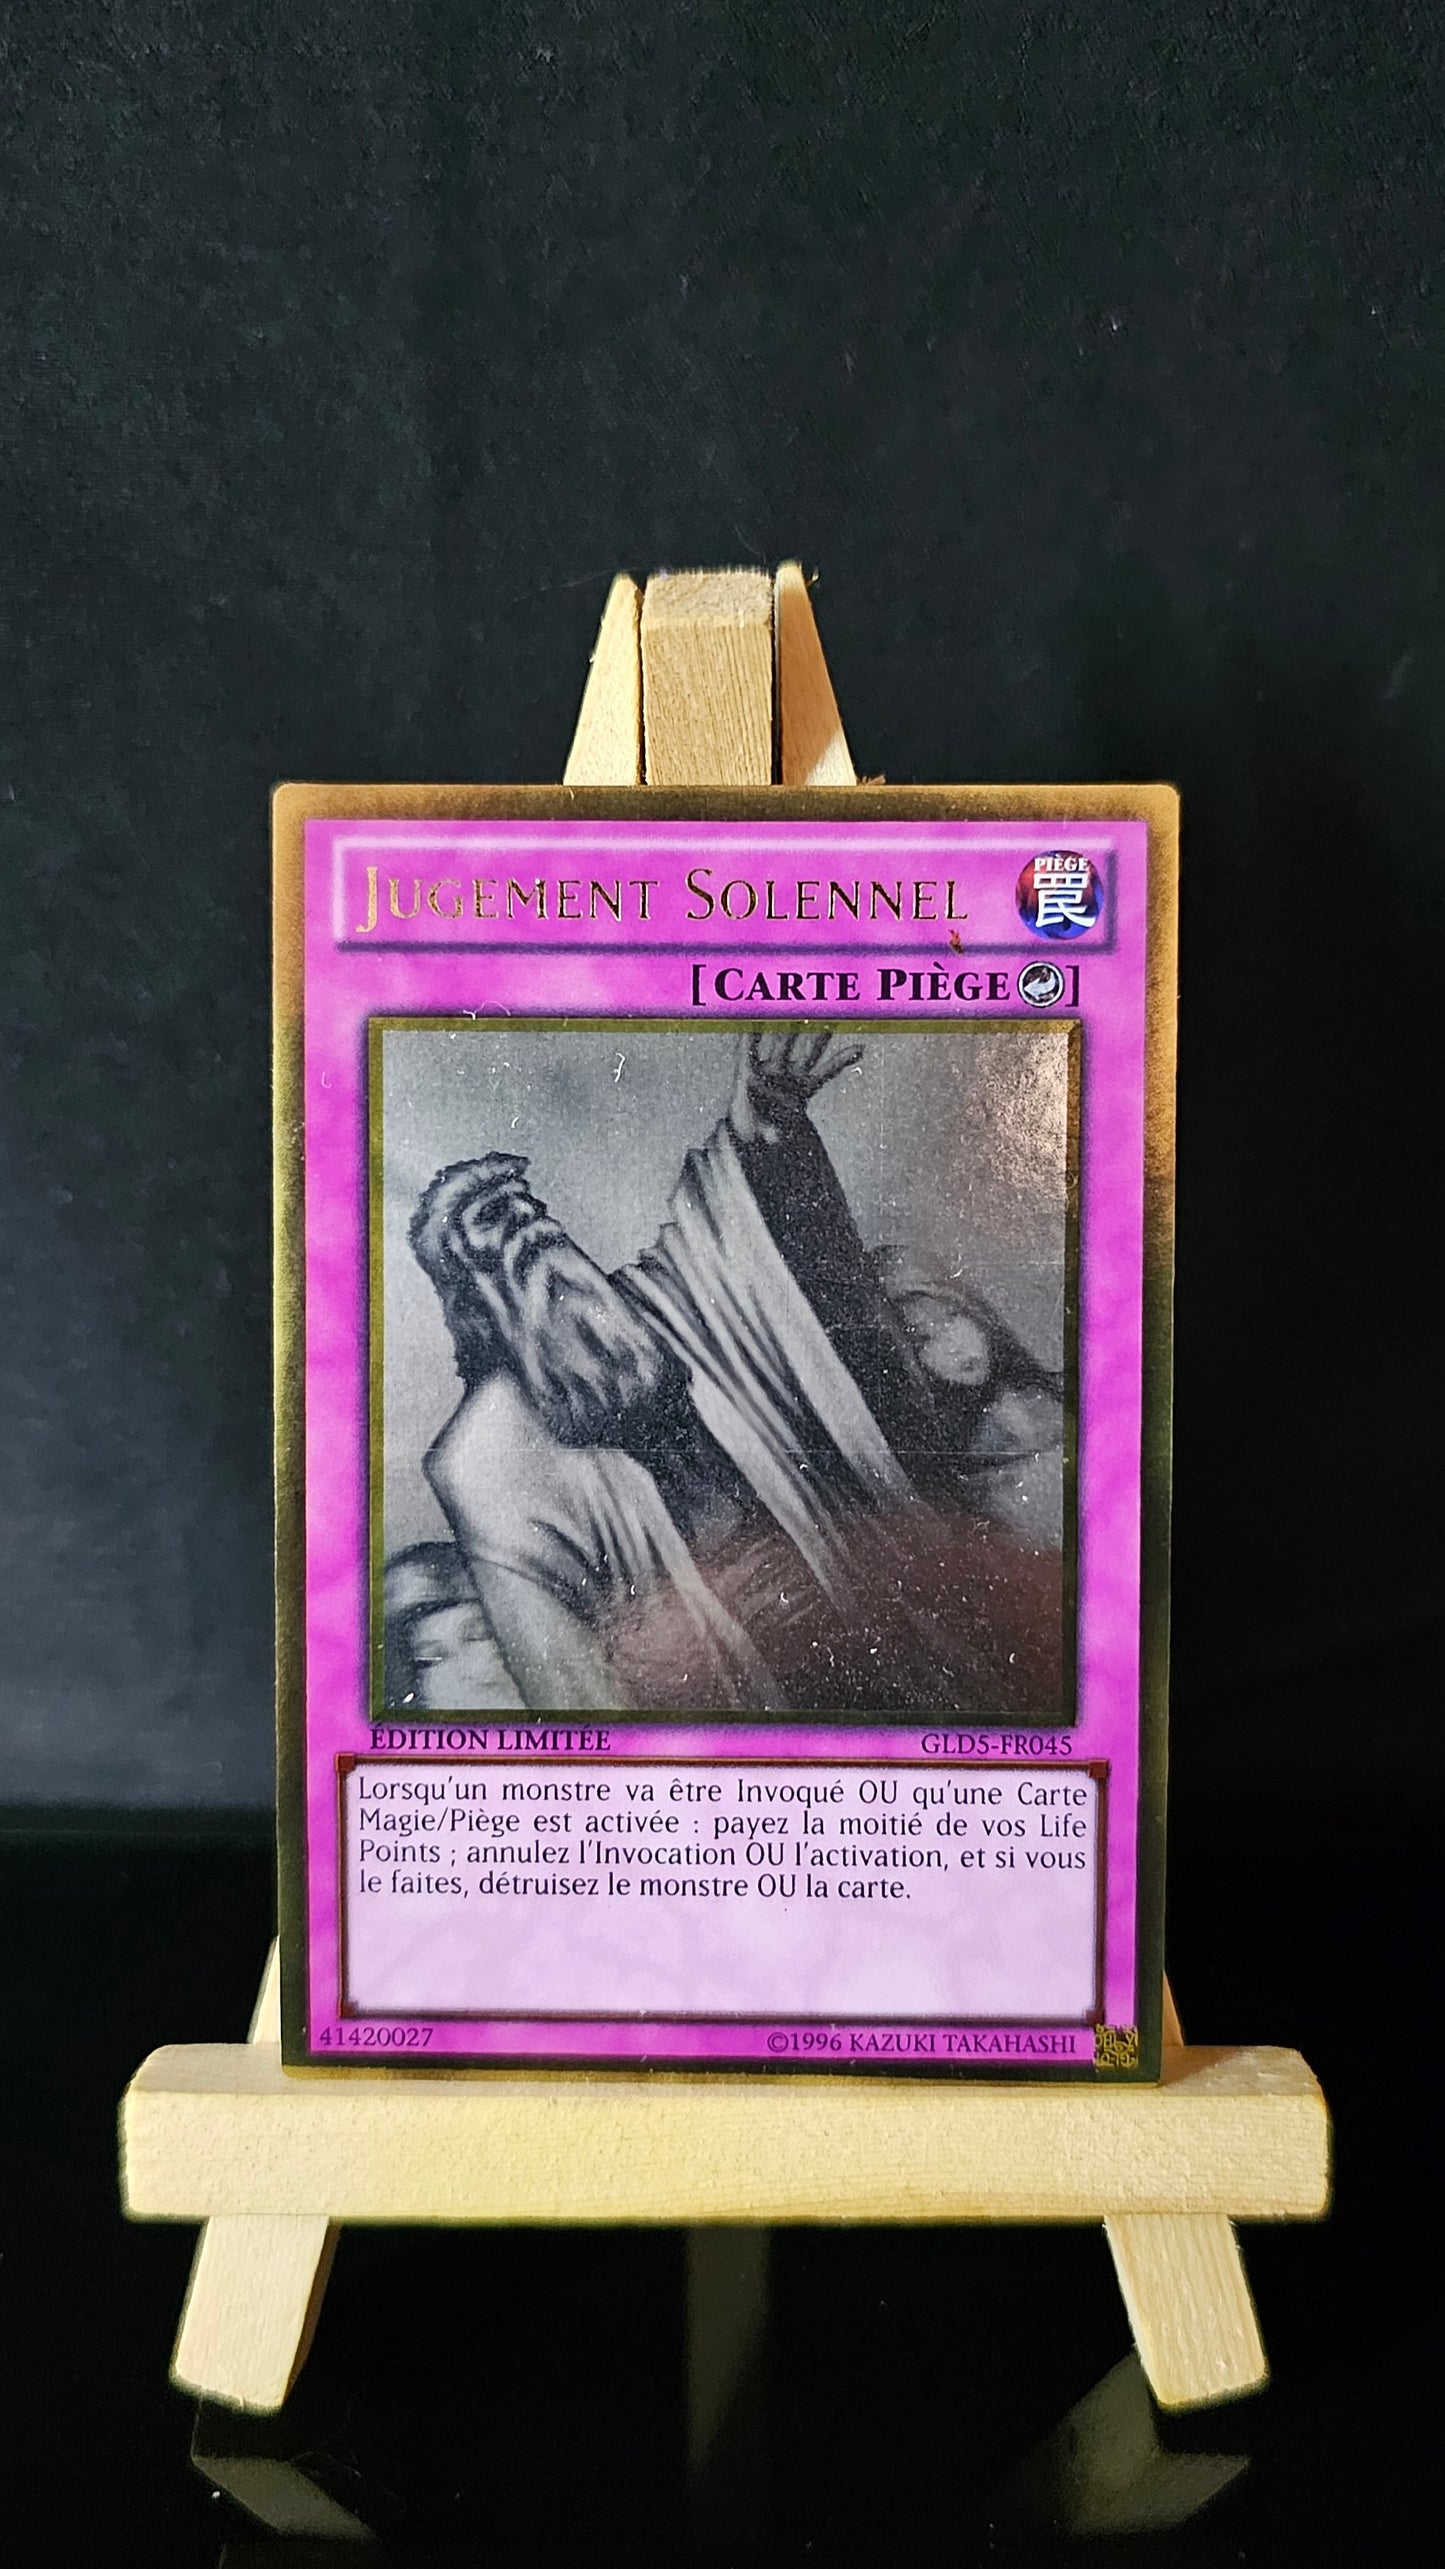 Jugement Solennel
PIÈGE
罠
[Carte Piège]
ÉDITION LIMITÉE
GLD5-FR045
Lorsqu'un monstre va être Invoqué OU qu'une Carte
Magie/Piège est activée : payez la moitié de vos Life
Points ; annulez l'Invocation OU l'activation, et si vous
le faites, détruisez le monstre OU la carte.
41420027
©1996 KAZUKI TAKAHASHI